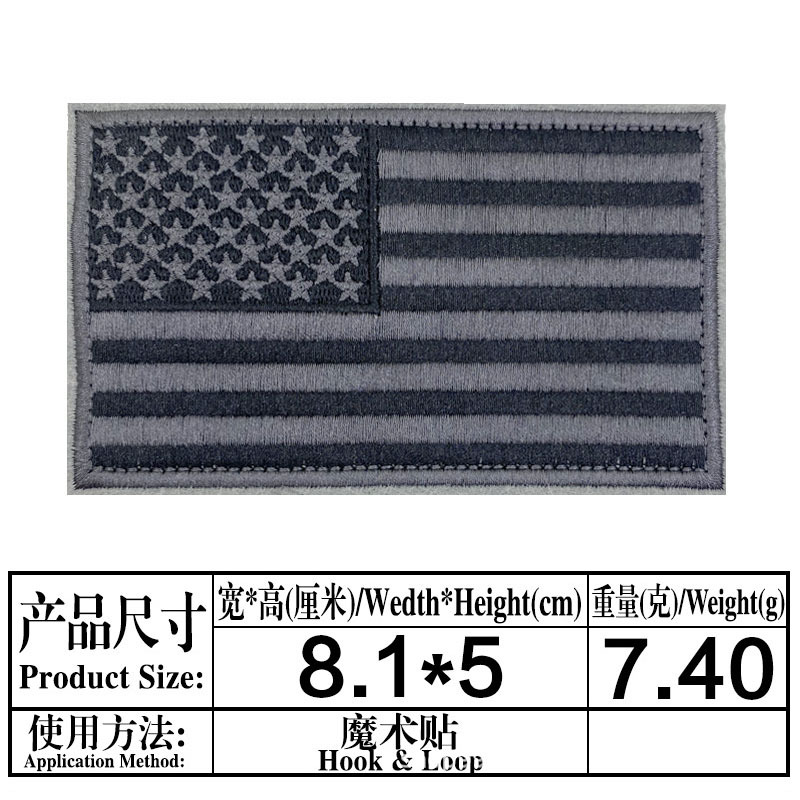 产品尺寸
Product Size:
宽*高(厘米)/Wedth*Height(cm)
8.1*5
重量(克)/Weight(g)
7.40
使用方法:
Application Method:
魔术贴
Hook & Loop